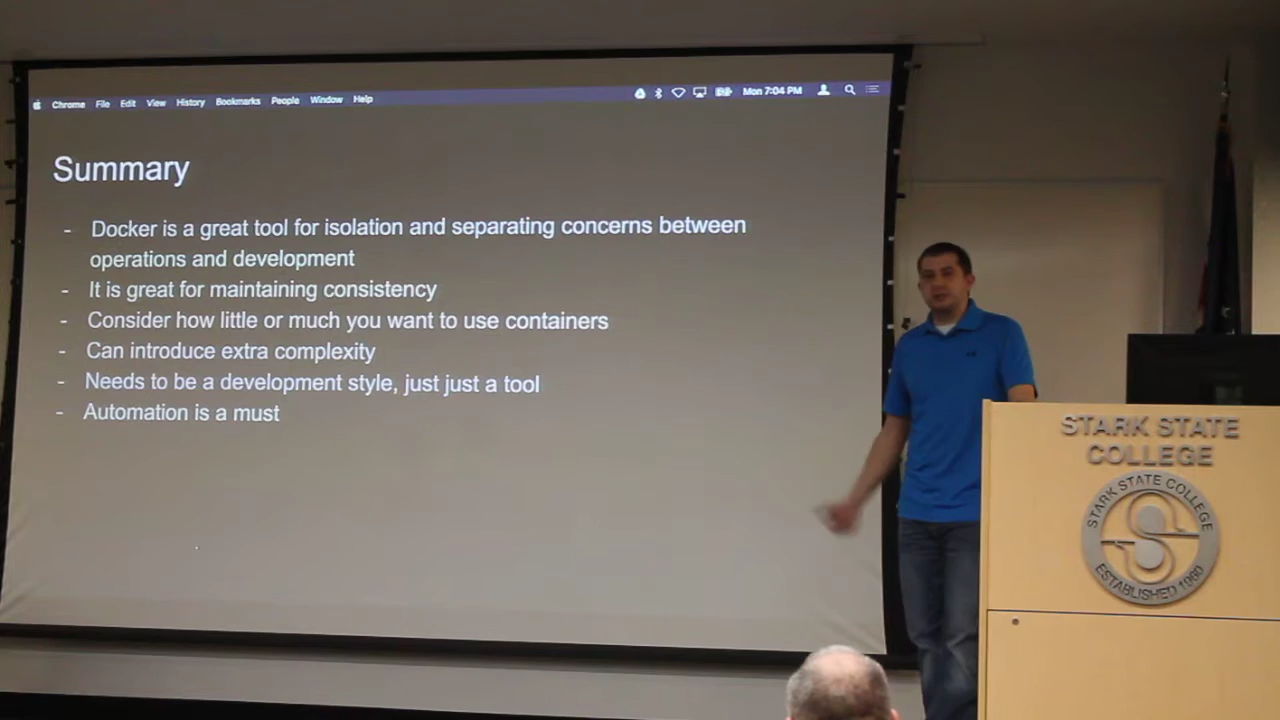 Chrome File Edit View History Bookmarks People Window Help Mon 7:04 PM
Summary
- Docker is a great tool for isolation and separating concerns between
operations and development
- It is great for maintaining consistency
- Consider how little or much you want to use containers
- Can introduce extra complexity
- Needs to be a development style, just just a tool
- Automation is a must
STARK STATE
COLLEGE
STARK STATE COLLEGE
ESTABLISHED 1960